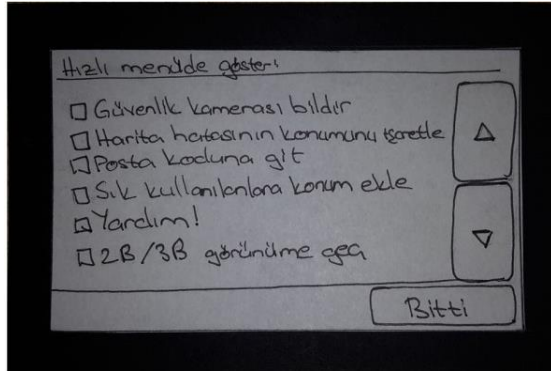 Hızlı menüde göster:
Güvenlik kamerası bildir
Harita hatasının konumunu işaretle
Posta koduna git
Sık kullanılanlara konum ekle
Yardım!
2B/3B görünüme geç
Bitti